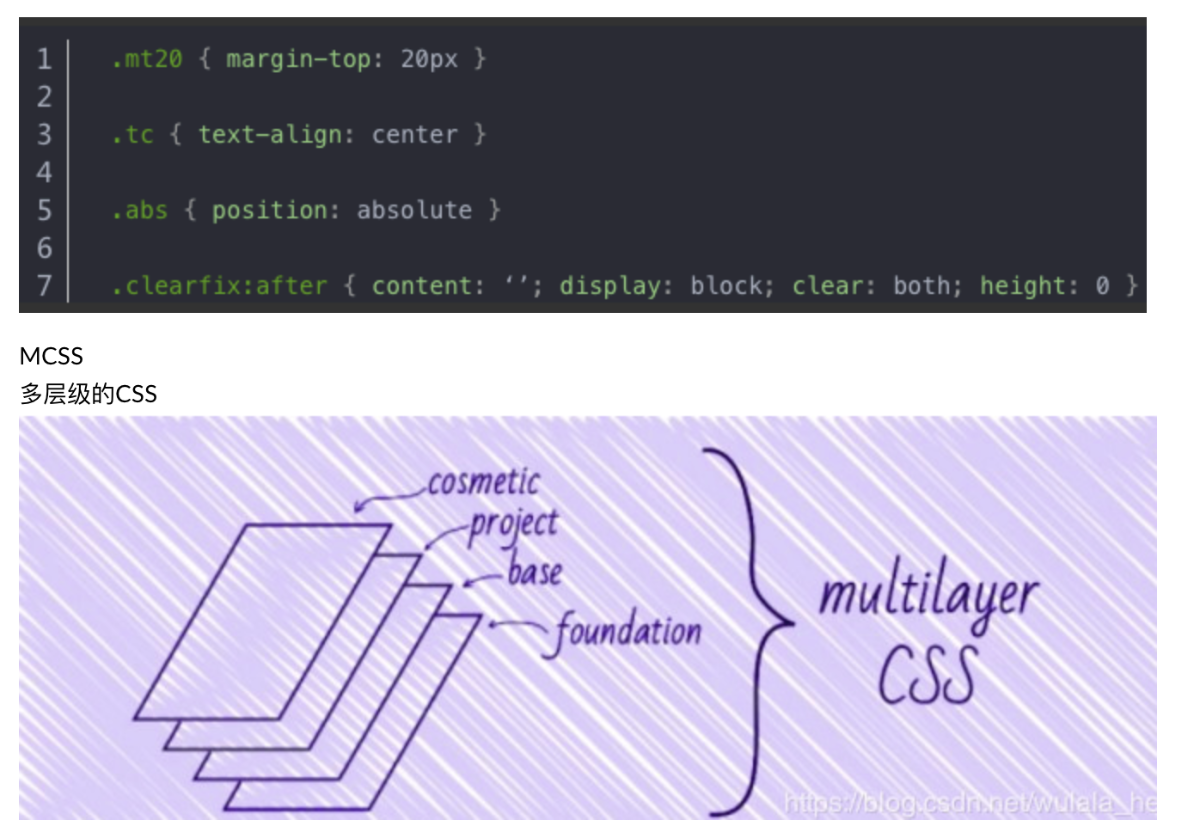 1 .mt20 { margin-top: 20px }
2
3 .tc { text-align: center }
4
5 .abs { position: absolute }
6
7 .clearfix:after { content: ‘’; display: block; clear: both; height: 0 }
MCSS
多层级的CSS
cosmetic
project
base
foundation
multilayer
CSS
https://blog.csdn.net/wulala_he